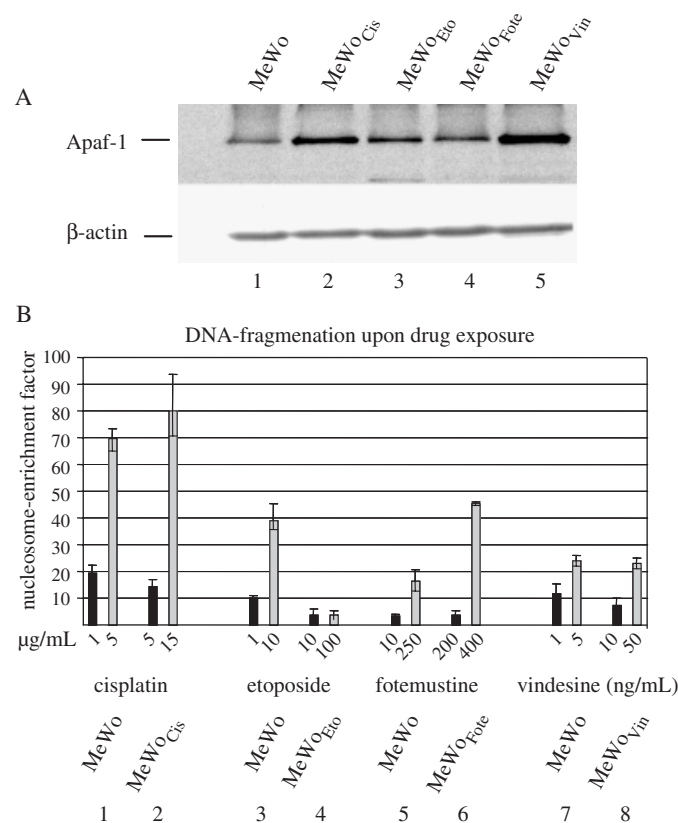 MeWo MeWoCis MeWoEto MeWoFote MeWoVin
A
Apaf-1
β-actin
1 2 3 4 5
B
DNA-fragmenation upon drug exposure
nucleosome-enrichment factor
100
90
80
70
60
50
40
30
20
10
µg/mL 1 5 5 15 1 10 10 100 10 250 200 400 1 5 10 50
cisplatin etoposide fotemustine vindesine (ng/mL)
MeWo MeWoCis MeWo MeWoEto MeWo MeWoFote MeWo MeWoVin
1 2 3 4 5 6 7 8